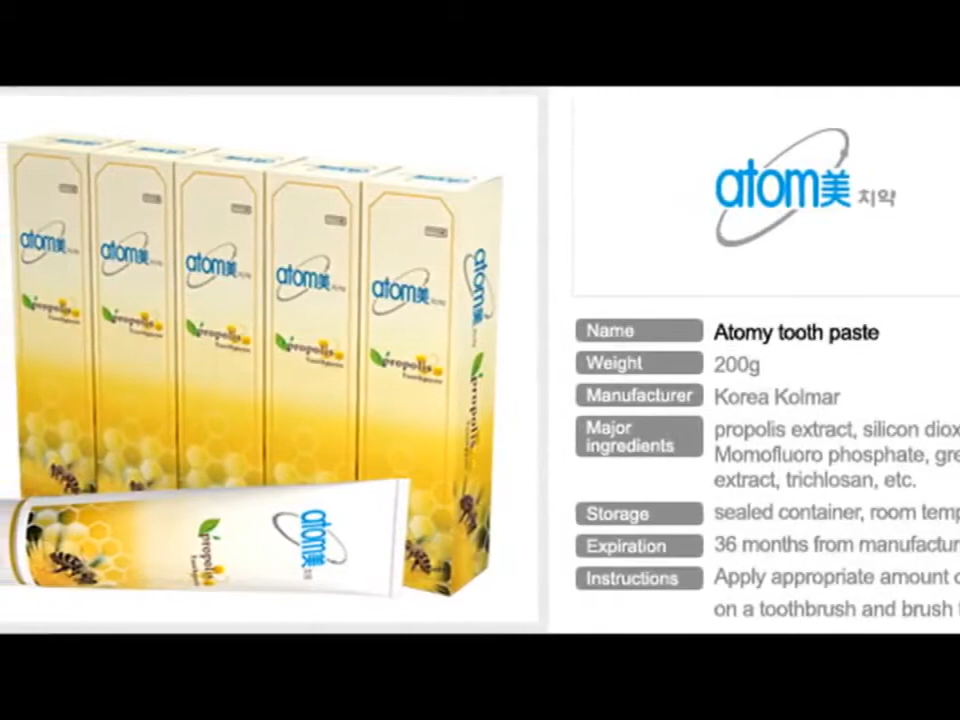 atom美
atom美
atom美
atom美
atom美
atom美
propolis
propolis
propolis
propolis
propolis
Toothpaste
propolis
atom美
propolis
atom美 치약
Name
Atomy tooth paste
Weight
200g
Manufacturer
Korea Kolmar
Major
ingredients
propolis extract, silicon diox
Momofluoro phosphate, gre
extract, trichlosan, etc.
Storage
sealed container, room temp
Expiration
36 months from manufactur
Instructions
Apply appropriate amount o
on a toothbrush and brush t